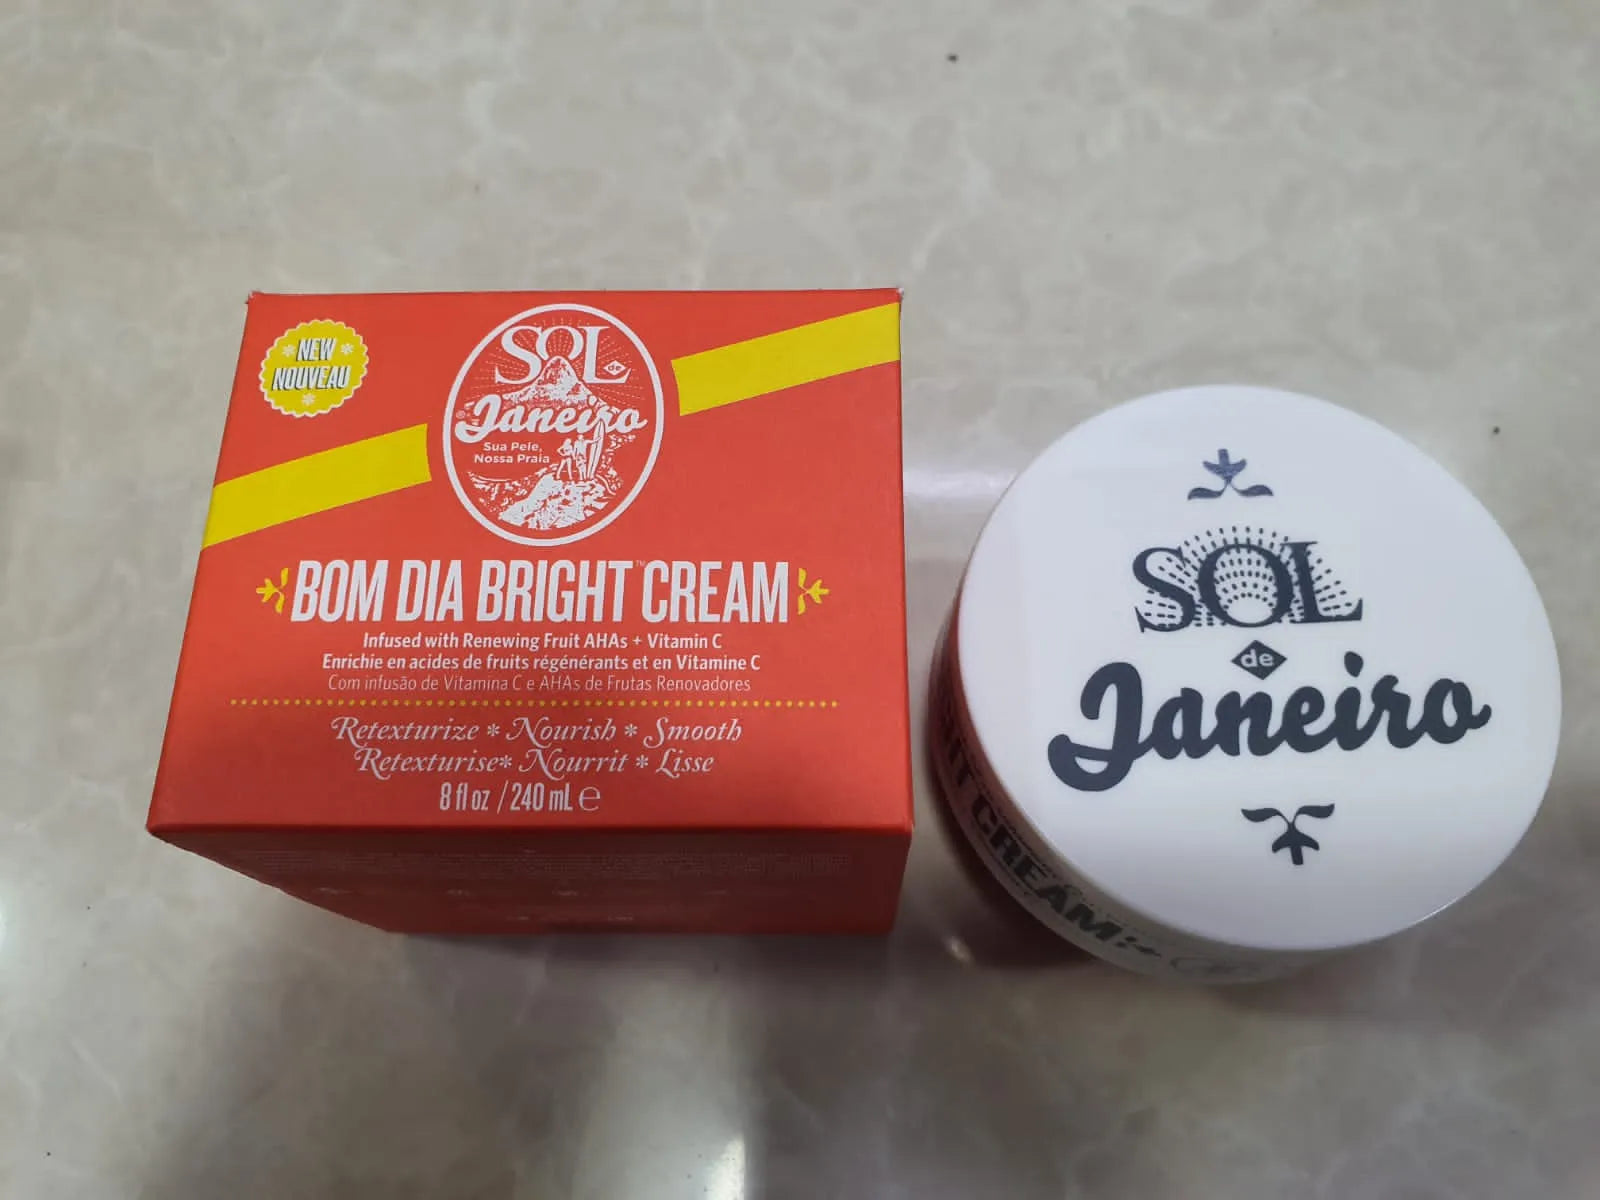 NEW
NOUVEAU
SOL
de
Janeiro
Sua Pele,
Nossa Praia
BOM DIA BRIGHT™ CREAM
Infused with Renewing Fruit AHAs + Vitamin C
Enrichie en acides de fruits régénérants et en Vitamine C
Com infusão de Vitamina C e AHAs de Frutas Renovadores
Retexturize * Nourish * Smooth
Retexturise* Nourrit * Lisse
8 fl oz / 240 mL ℮
SOL
de
Janeiro
CREAM